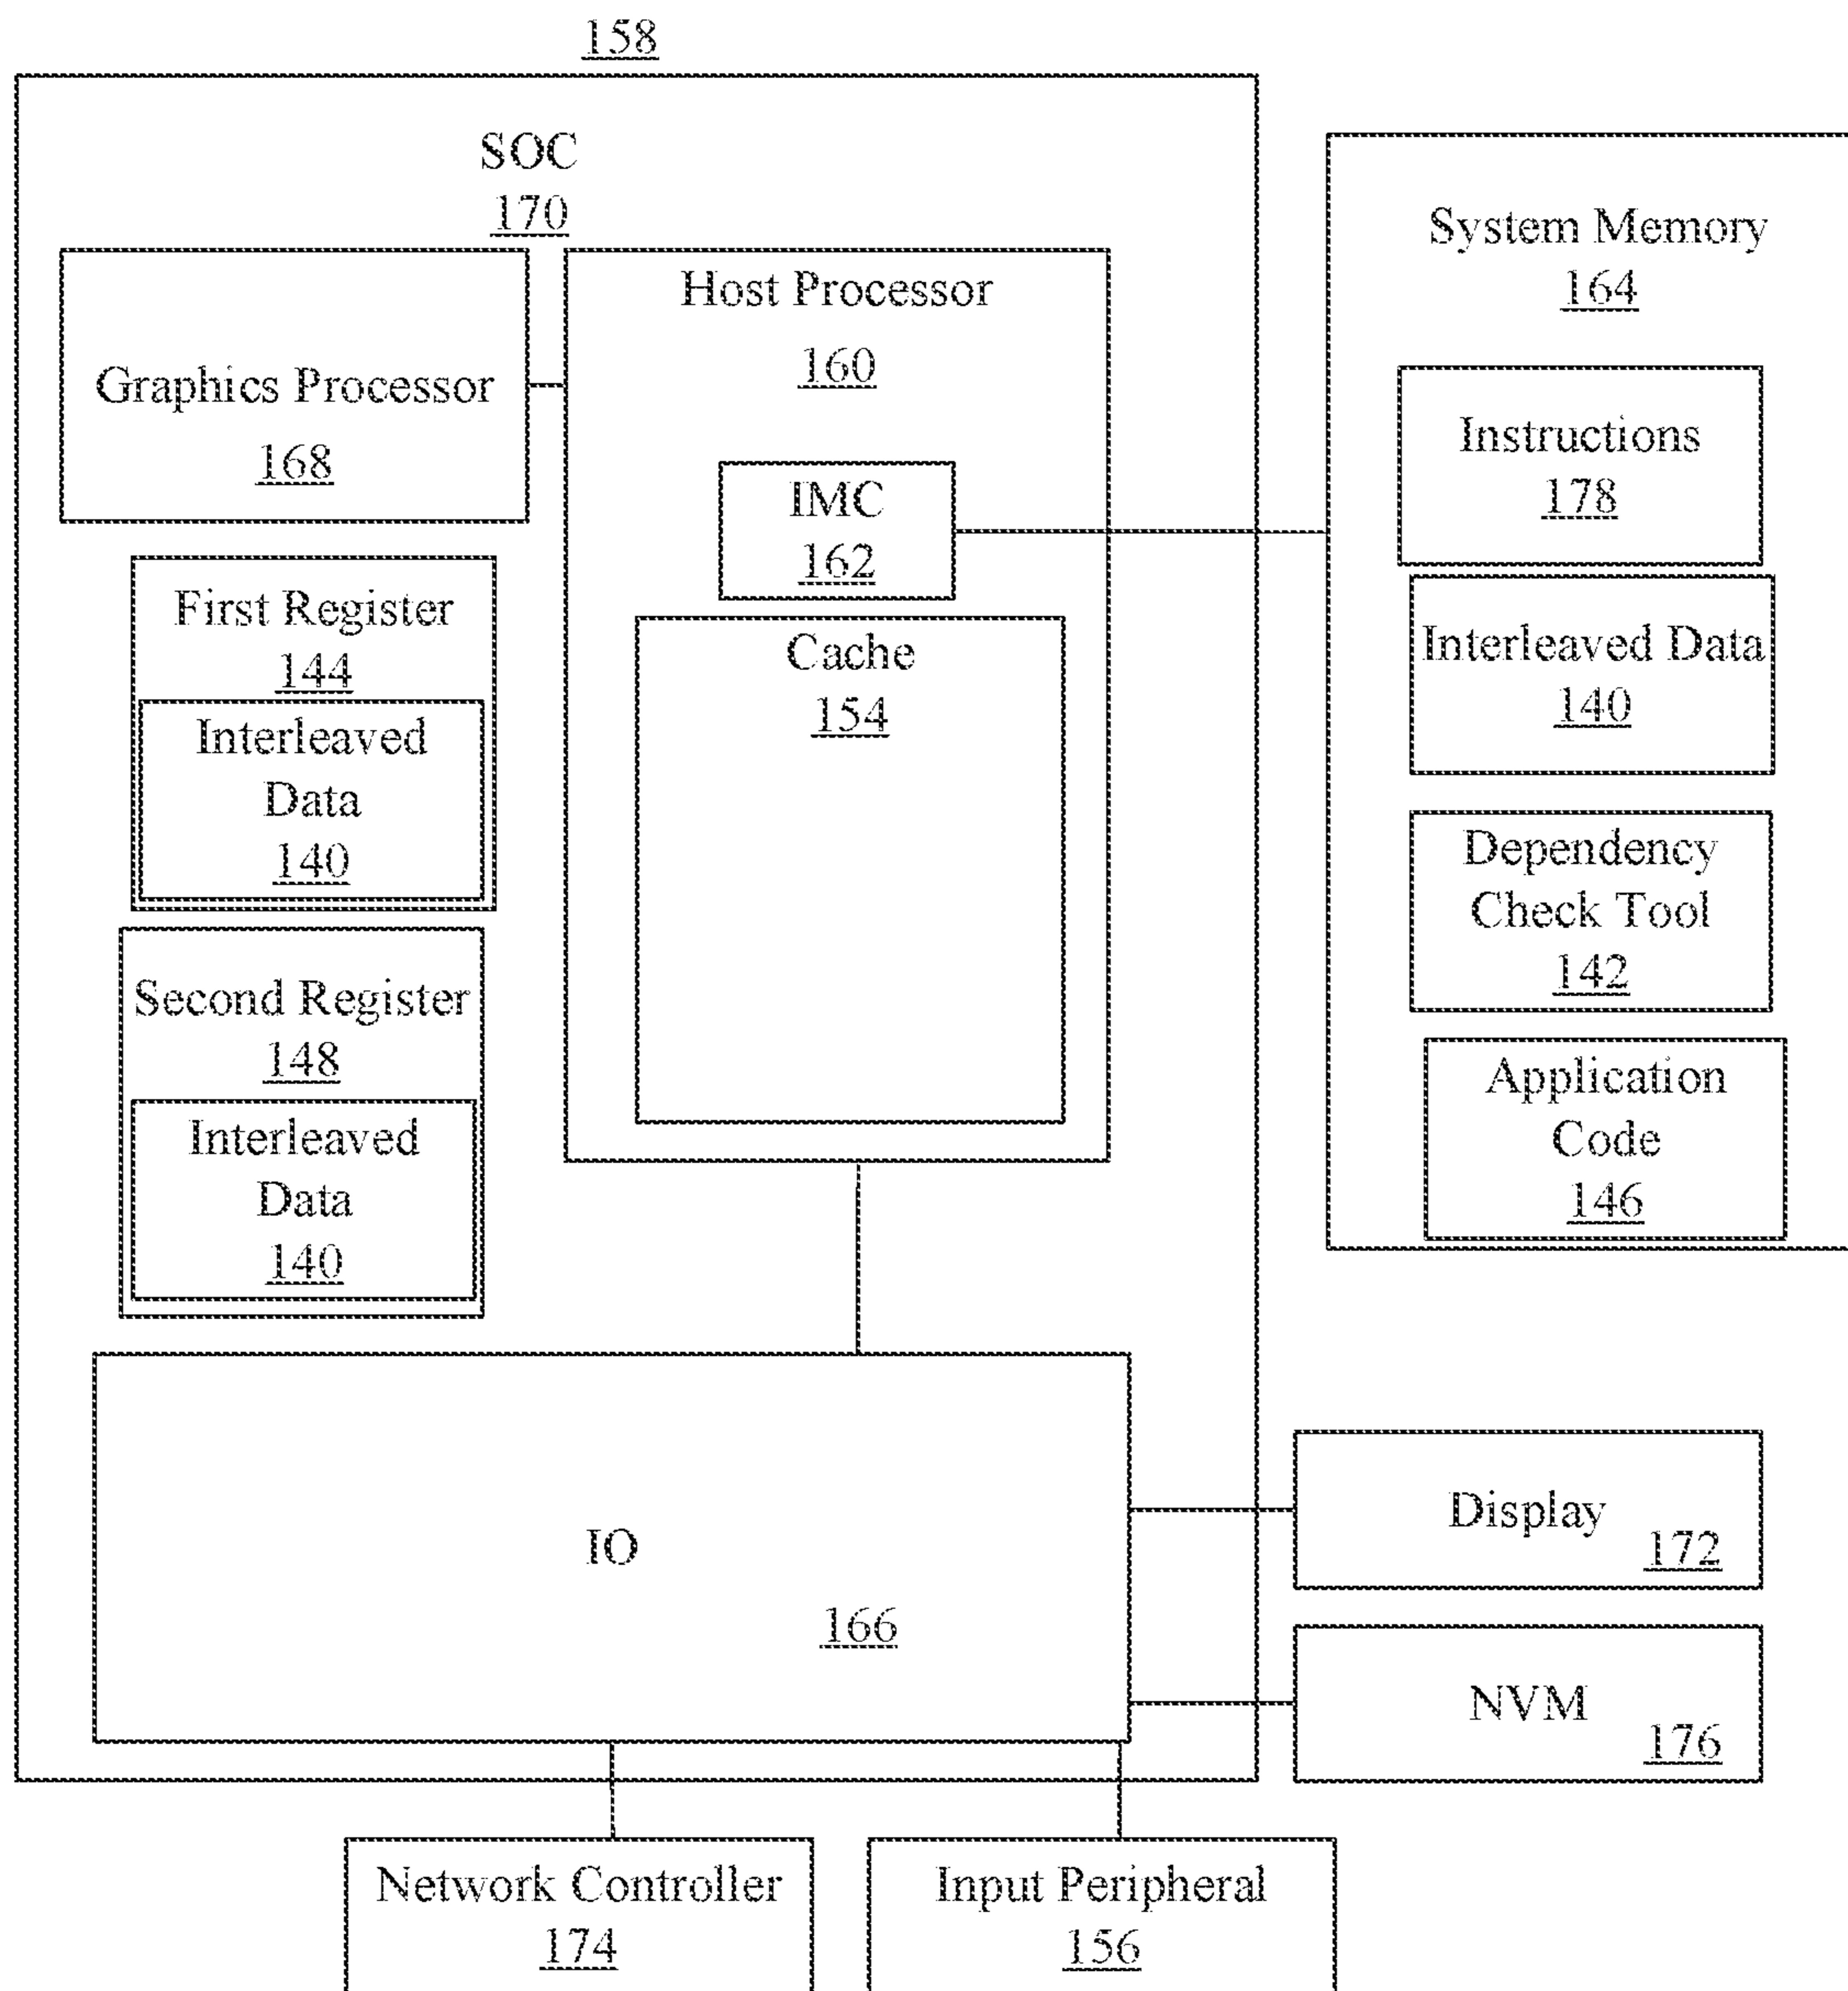 158
SOC
170
Graphics Processor
168
Host Processor
160
IMC
162
Cache
154
First Register
144
Interleaved
Data
140
Second Register
148
Interleaved
Data
140
IO
166
System Memory
164
Instructions
178
Interleaved Data
140
Dependency
Check Tool
142
Application
Code
146
Display
172
NVM
176
Network Controller
174
Input Peripheral
156